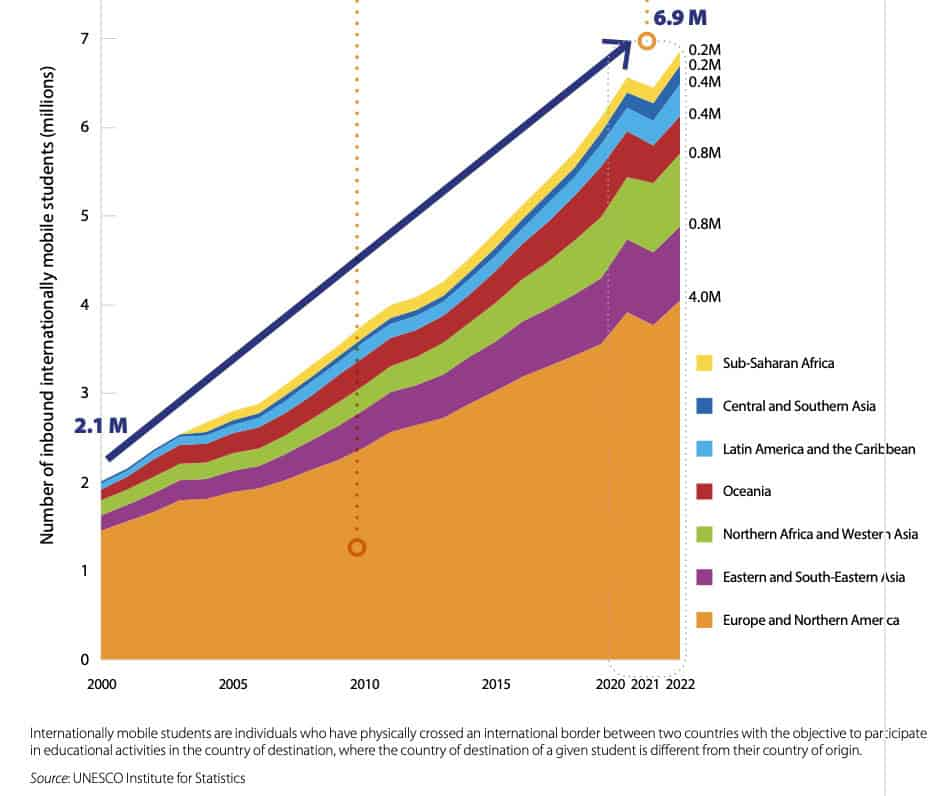 6.9 M
7
6
5
4
3
2
1
0
Number of inbound internationally mobile students (millions)
2.1 M
0.2M
0.2M
0.4M
0.4M
0.8M
0.8M
4.0M
Sub-Saharan Africa
Central and Southern Asia
Latin America and the Caribbean
Oceania
Northern Africa and Western Asia
Eastern and South-Eastern Asia
Europe and Northern America
2000 2005 2010 2015 2020 2021 2022
Internationally mobile students are individuals who have physically crossed an international border between two countries with the objective to participate
in educational activities in the country of destination, where the country of destination of a given student is different from their country of origin.
Source: UNESCO Institute for Statistics